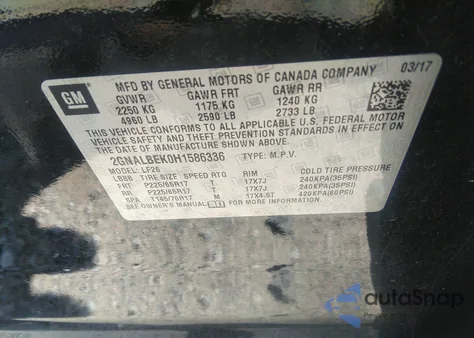 GM
MFD BY GENERAL MOTORS OF CANADA COMPANY 03/17
GVWR GAWR FRT GAWR RR
2250 KG 1175 KG 1240 KG
4960 LB 2590 LB 2733 LB
THIS VEHICLE CONFORMS TO ALL APPLICABLE U.S. FEDERAL MOTOR
VEHICLE SAFETY, BUMPER, AND THEFT PREVENTION STANDARDS IN
EFFECT ON THE DATE OF MANUFACTURE SHOWN ABOVE.
2GNALBEK0H1586336 TYPE: M.P.V.
MODEL: LF26
TIRE SIZE SPEED RTG RIM COLD TIRE PRESSURE
FRT P225/65R17 T 17X7J 240KPA(35PSI)
RR P225/65R17 T 17X7J 240KPA(35PSI)
SPA T145/70R17 M 17X4.5T 420KPA(60PSI)
SEE OWNER'S MANUAL FOR ADDITIONAL INFORMATION.
autoSnap